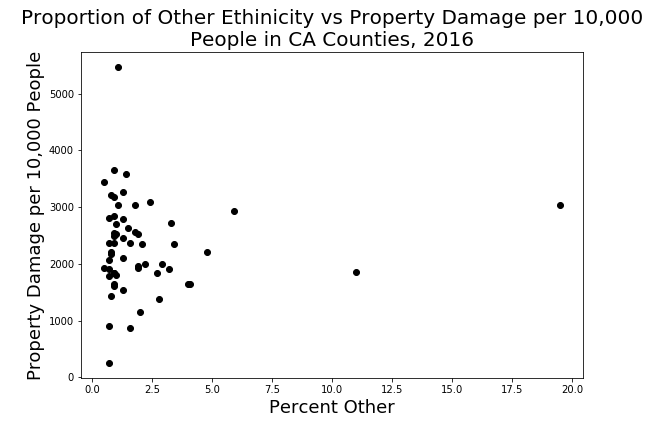 Proportion of Other Ethinicity vs Property Damage per 10,000
People in CA Counties, 2016
Property Damage per 10,000 People
5000
4000
3000
2000
1000
0
0.0 2.5 5.0 7.5 10.0 12.5 15.0 17.5 20.0
Percent Other